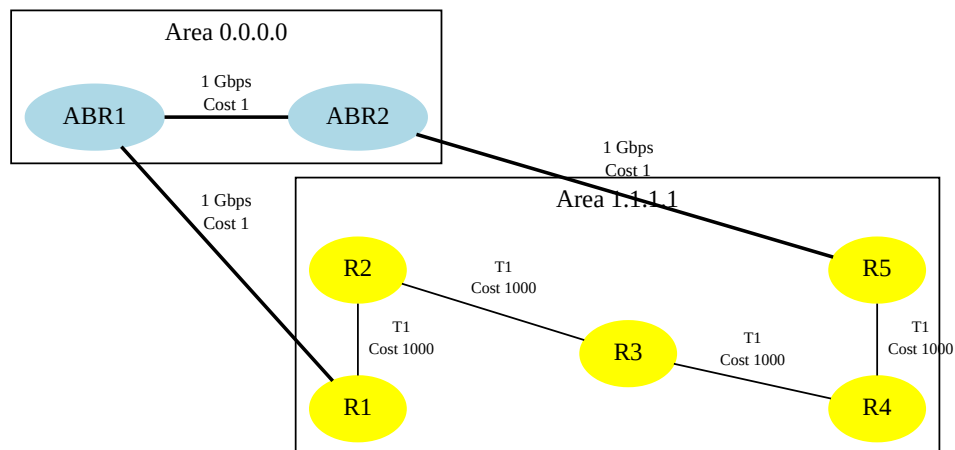 Area 0.0.0.0
1 Gbps
Cost 1
ABR1
ABR2
1 Gbps
Cost 1
1 Gbps
Cost 1
Area 1.1.1.1
R2
R5
T1
Cost 1000
T1
Cost 1000
R3
T1
Cost 1000
T1
Cost 1000
R1
R4